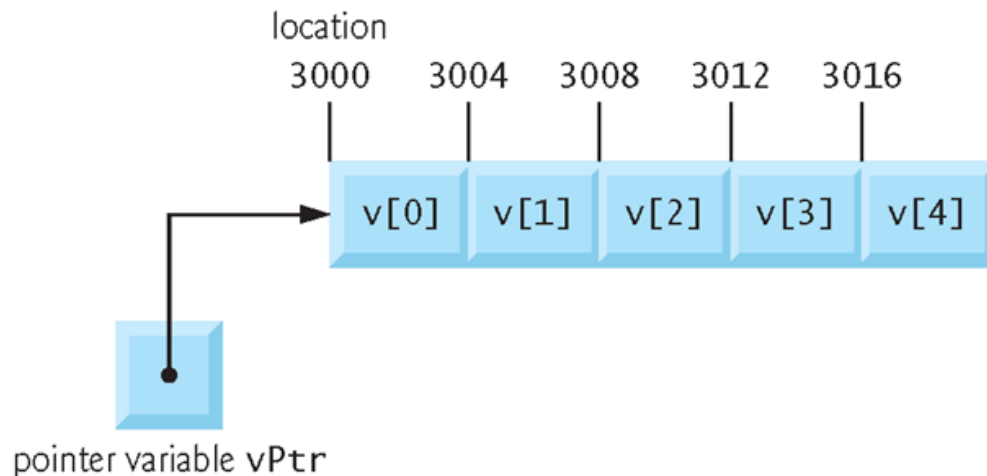 location
3000 3004 3008 3012 3016
v[0] v[1] v[2] v[3] v[4]
pointer variable vPtr